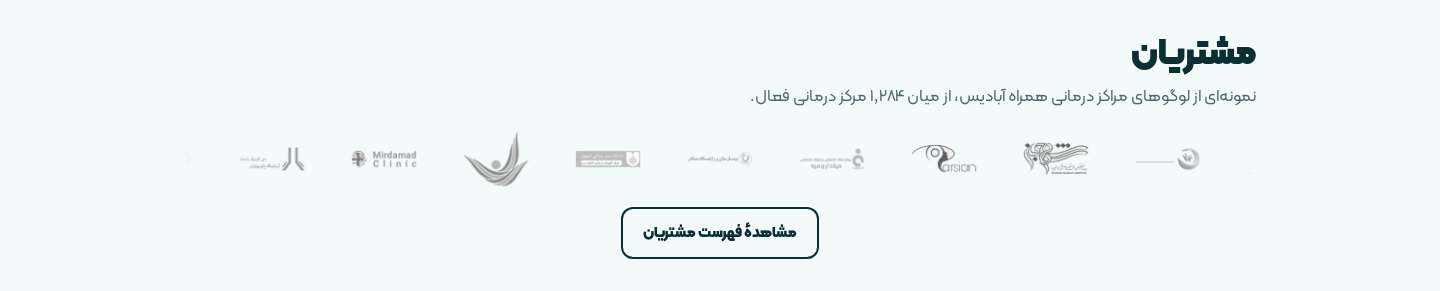 مشتریان
نمونه‌ای از لوگوهای مراکز درمانی همراه آبادیس، از میان ۱,۲۸۴ مرکز درمانی فعال.
Mirdamad
Clinic
Parsian
مشاهدهٔ فهرست مشتریان